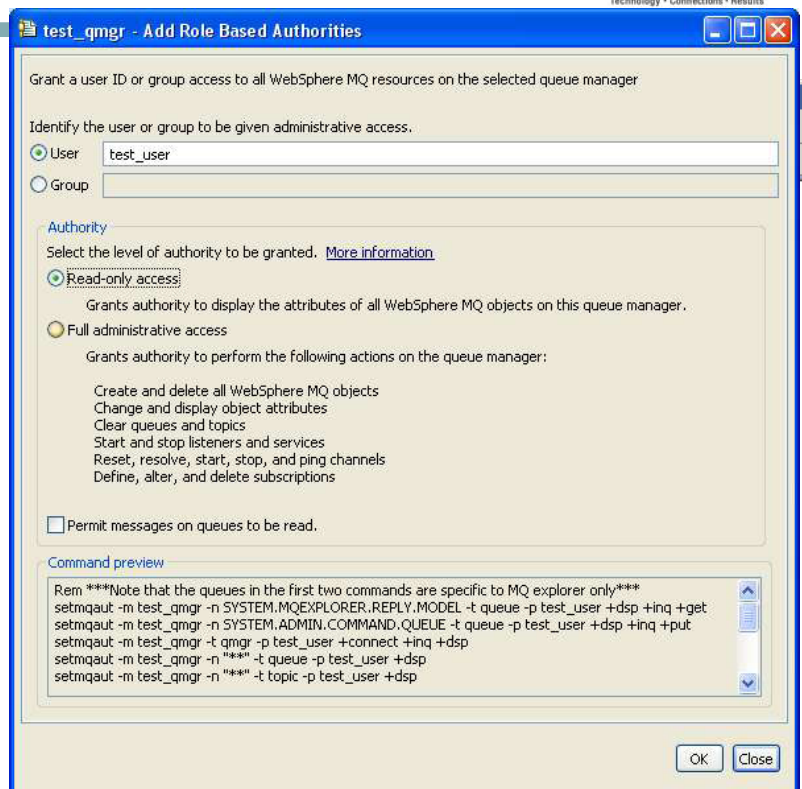 Technology • Connections • Results
test_qmgr - Add Role Based Authorities
Grant a user ID or group access to all WebSphere MQ resources on the selected queue manager
Identify the user or group to be given administrative access.
User test_user
Group
Authority
Select the level of authority to be granted. More information
Read-only access
Grants authority to display the attributes of all WebSphere MQ objects on this queue manager.
Full administrative access
Grants authority to perform the following actions on the queue manager:
Create and delete all WebSphere MQ objects
Change and display object attributes
Clear queues and topics
Start and stop listeners and services
Reset, resolve, start, stop, and ping channels
Define, alter, and delete subscriptions
Permit messages on queues to be read.
Command preview
Rem ***Note that the queues in the first two commands are specific to MQ explorer only***
setmqaut -m test_qmgr -n SYSTEM.MQEXPLORER.REPLY.MODEL -t queue -p test_user +dsp +inq +get
setmqaut -m test_qmgr -n SYSTEM.ADMIN.COMMAND.QUEUE -t queue -p test_user +dsp +inq +put
setmqaut -m test_qmgr -t qmgr -p test_user +connect +inq +dsp
setmqaut -m test_qmgr -n "**" -t queue -p test_user +dsp
setmqaut -m test_qmgr -n "**" -t topic -p test_user +dsp
OK Close